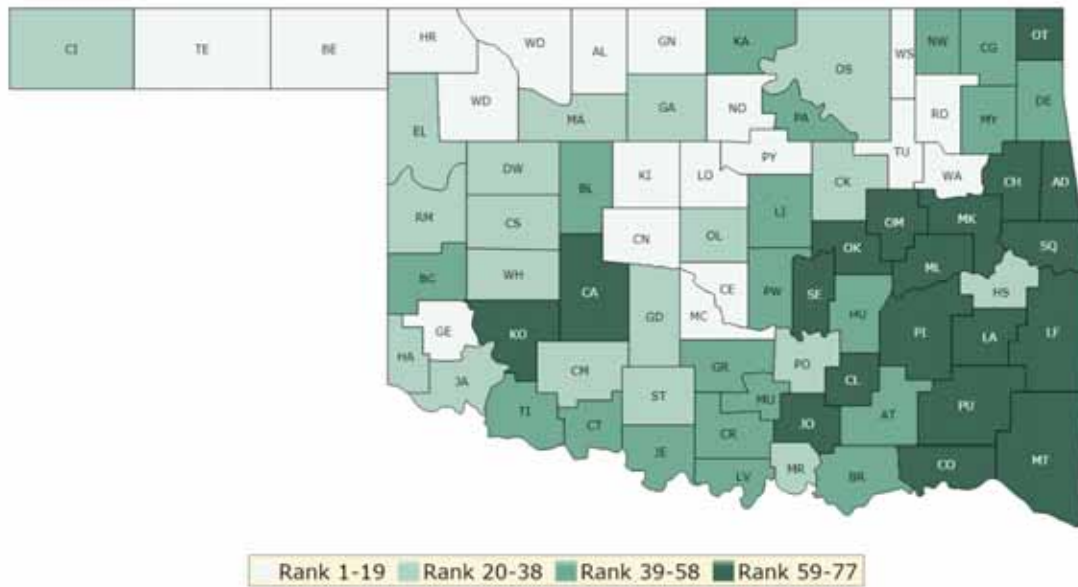 CI TE BE HR WD AL GN KA OS WS NW CG OT
WD MA GA NO PA RO MY DE
EL DW BL KI LO PY CK TU WA CH AD
RM CS CN OL LI OK OM MK SQ
BC WH CA GD CE MC PW SE HU ML HS
GE KO PI LA LF
HA JA CM ST GR PO CL
TI CT MU JO AT PU
JE CR LV MR BR CO MT
Rank 1-19 Rank 20-38 Rank 39-58 Rank 59-77